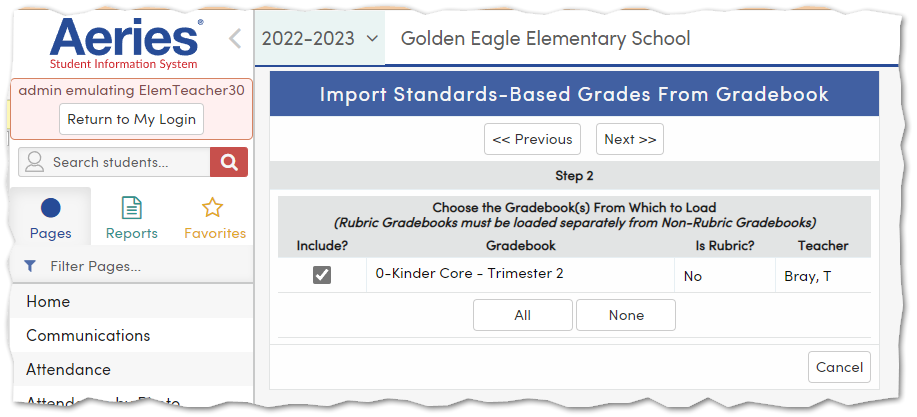 Aeries®
Student Information System
admin emulating ElemTeacher30
Return to My Login
Search students...
Pages
Reports
Favorites
Filter Pages...
Home
Communications
Attendance
2022-2023
Golden Eagle Elementary School
Import Standards-Based Grades From Gradebook
<< Previous
Next >>
Step 2
Choose the Gradebook(s) From Which to Load
(Rubric Gradebooks must be loaded separately from Non-Rubric Gradebooks)
Include? Gradebook Is Rubric? Teacher
0-Kinder Core - Trimester 2 No Bray, T
All
None
Cancel